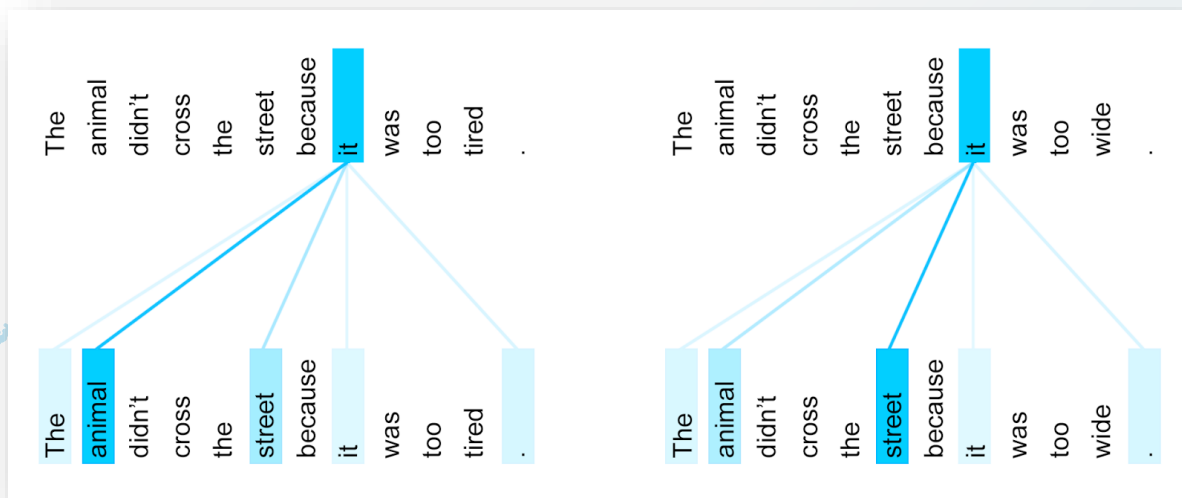 The animal didn't cross the street because it was too tired .
The animal didn't cross the street because it was too wide .
The animal didn't cross the street because it was too tired .
The animal didn't cross the street because it was too wide .